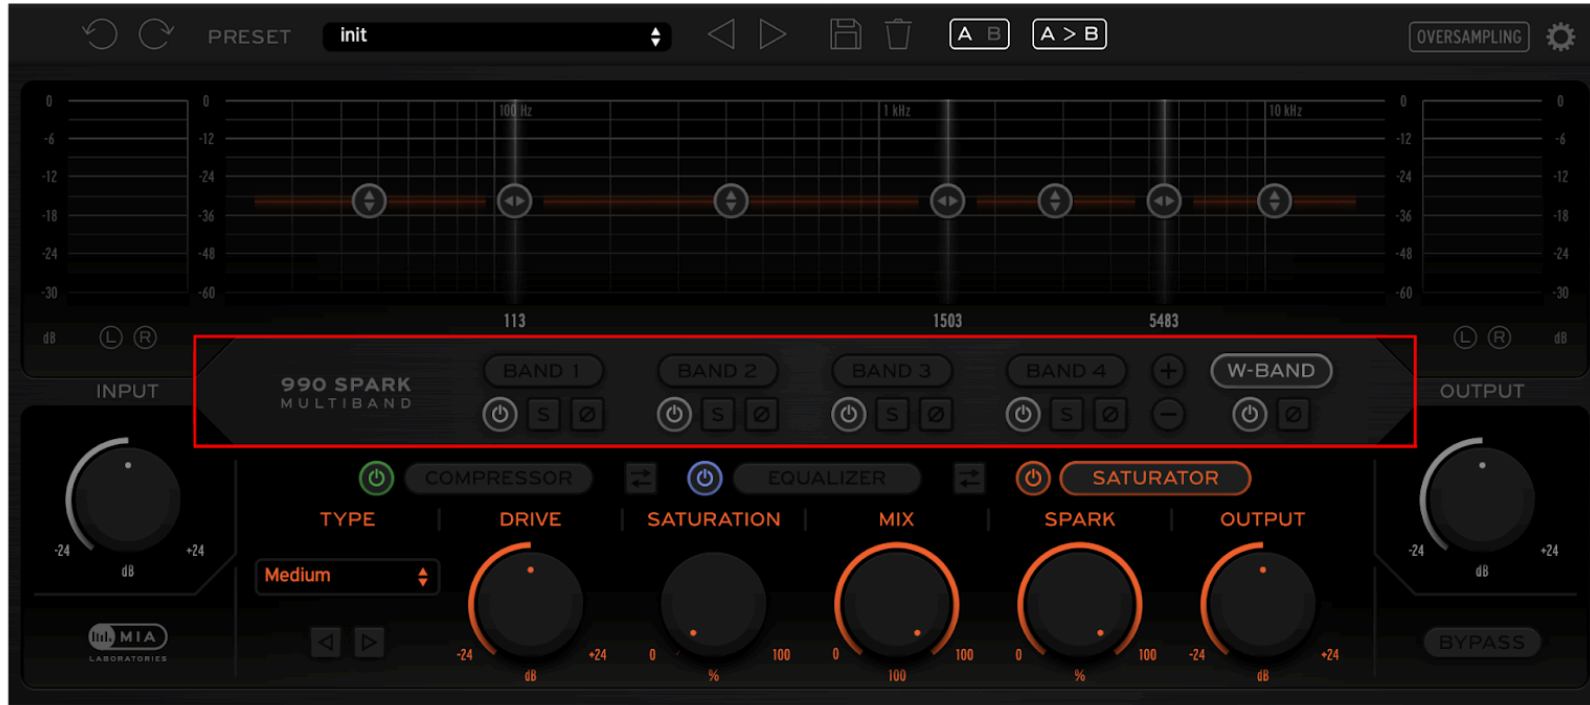 PRESET init A B A > B OVERSAMPLING
0 0 100 Hz 1 kHz 10 kHz 0 0
-6 -12 -12 -6
-12 -24 -24 -12
-18 -36 -36 -18
-24 -48 -48 -24
-30 -60 -60 -30
113 1503 5483
dB L R L R dB
BAND 1 BAND 2 BAND 3 BAND 4 + W-BAND
990 SPARK
MULTIBAND
S Ø S Ø S Ø S Ø − Ø
INPUT OUTPUT
COMPRESSOR EQUALIZER SATURATOR
TYPE DRIVE SATURATION MIX SPARK OUTPUT
-24 +24 -24 +24
dB dB
Medium
MIA
LABORATORIES
BYPASS
-24 +24 0 100 0 100 0 100 -24 +24
dB % 100 % dB